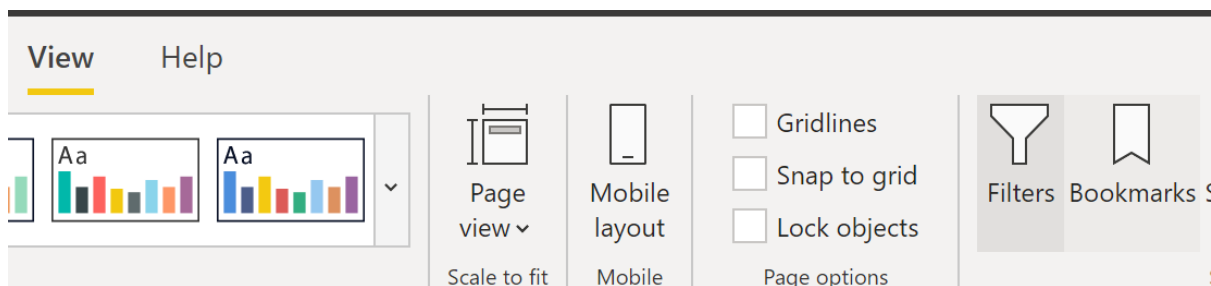 View Help
Aa Aa
Page view
Mobile layout
Gridlines
Snap to grid
Lock objects
Filters Bookmarks
Scale to fit Mobile Page options